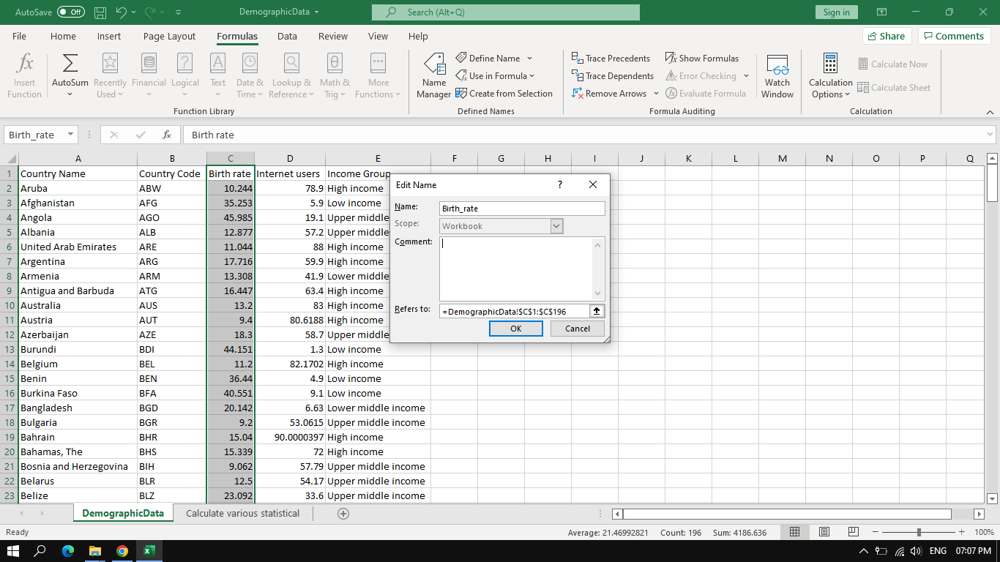 AutoSave Off DemographicData Search (Alt+Q) Sign in
File Home Insert Page Layout Formulas Data Review View Help Share Comments
Insert Function AutoSum Recently Used Financial Logical Text Date & Time Lookup & Reference Math & Trig More Functions
Function Library
Name Manager Define Name Use in Formula Create from Selection
Defined Names
Trace Precedents Trace Dependents Remove Arrows Show Formulas Error Checking Evaluate Formula Watch Window
Formula Auditing
Calculation Options Calculate Now Calculate Sheet
Calculation
Birth_rate fx Birth rate
A B C D E F G H I J K L M N O P Q
1 Country Name Country Code Birth rate Internet users Income Group
2 Aruba ABW 10.244 78.9 High income
3 Afghanistan AFG 35.253 5.9 Low income
4 Angola AGO 45.985 19.1 Upper middle
5 Albania ALB 12.877 57.2 Upper middle
6 United Arab Emirates ARE 11.044 88 High income
7 Argentina ARG 17.716 59.9 High income
8 Armenia ARM 13.308 41.9 Lower middle
9 Antigua and Barbuda ATG 16.447 63.4 High income
10 Australia AUS 13.2 83 High income
11 Austria AUT 9.4 80.6188 High income
12 Azerbaijan AZE 18.3 58.7 Upper middle
13 Burundi BDI 44.151 1.3 Low income
14 Belgium BEL 11.2 82.1702 High income
15 Benin BEN 36.44 4.9 Low income
16 Burkina Faso BFA 40.551 9.1 Low income
17 Bangladesh BGD 20.142 6.63 Lower middle income
18 Bulgaria BGR 9.2 53.0615 Upper middle income
19 Bahrain BHR 15.04 90.0000397 High income
20 Bahamas, The BHS 15.339 72 High income
21 Bosnia and Herzegovina BIH 9.062 57.79 Upper middle income
22 Belarus BLR 12.5 54.17 Upper middle income
23 Belize BLZ 23.092 33.6 Upper middle income
Edit Name ?
Name: Birth_rate
Scope: Workbook
Comment:
Refers to: =DemographicData!$C$1:$C$196
OK Cancel
DemographicData Calculate various statistical
Ready Average: 21.46992821 Count: 196 Sum: 4186.636 100%
ENG 07:07 PM